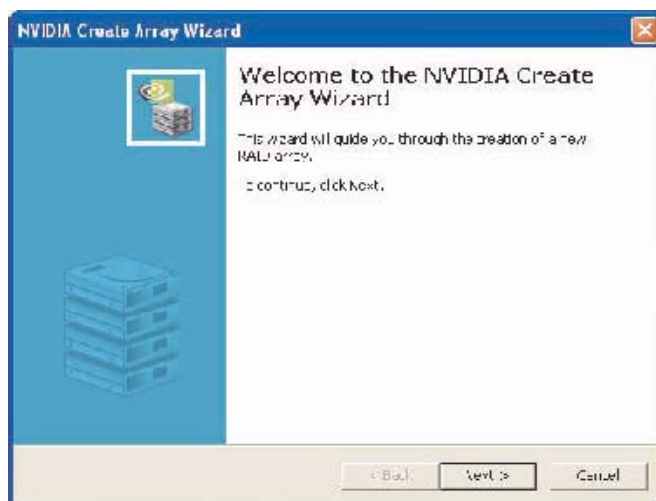 NVIDIA Create Array Wizard
Welcome to the NVIDIA Create
Array Wizard
This wizard will guide you through the creation of a new
RAID array.
To continue, click Next.
< Back
Next >
Cancel